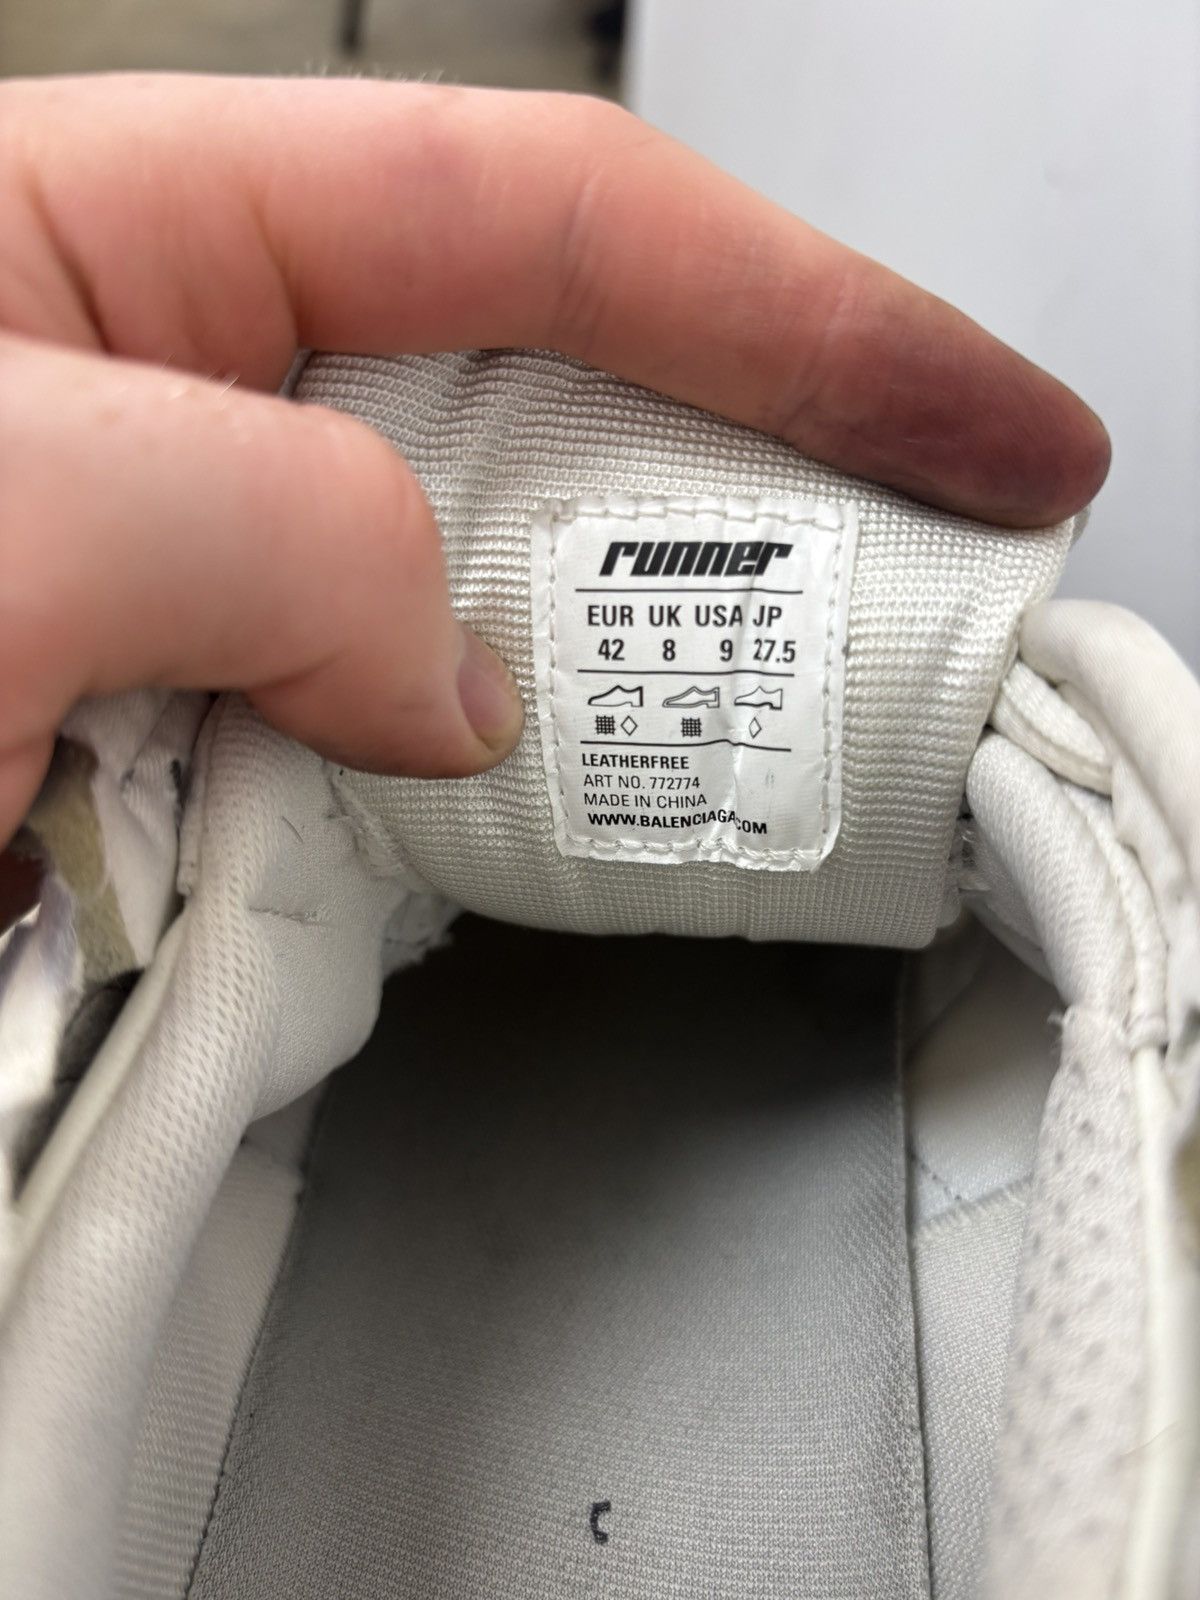 runner
EUR UK USA JP
42 8 9 27.5
LEATHERFREE
ART NO. 772774
MADE IN CHINA
WWW.BALENCIAGA.COM